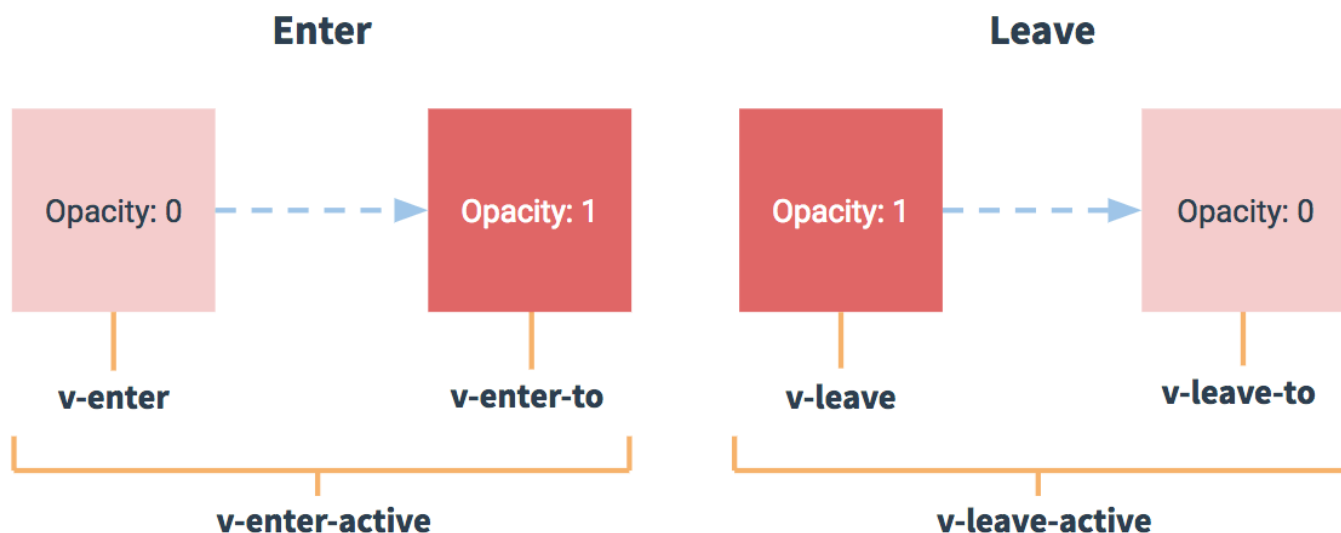 Enter
Leave
Opacity: 0
Opacity: 1
Opacity: 1
Opacity: 0
v-enter
v-enter-to
v-leave
v-leave-to
v-enter-active
v-leave-active